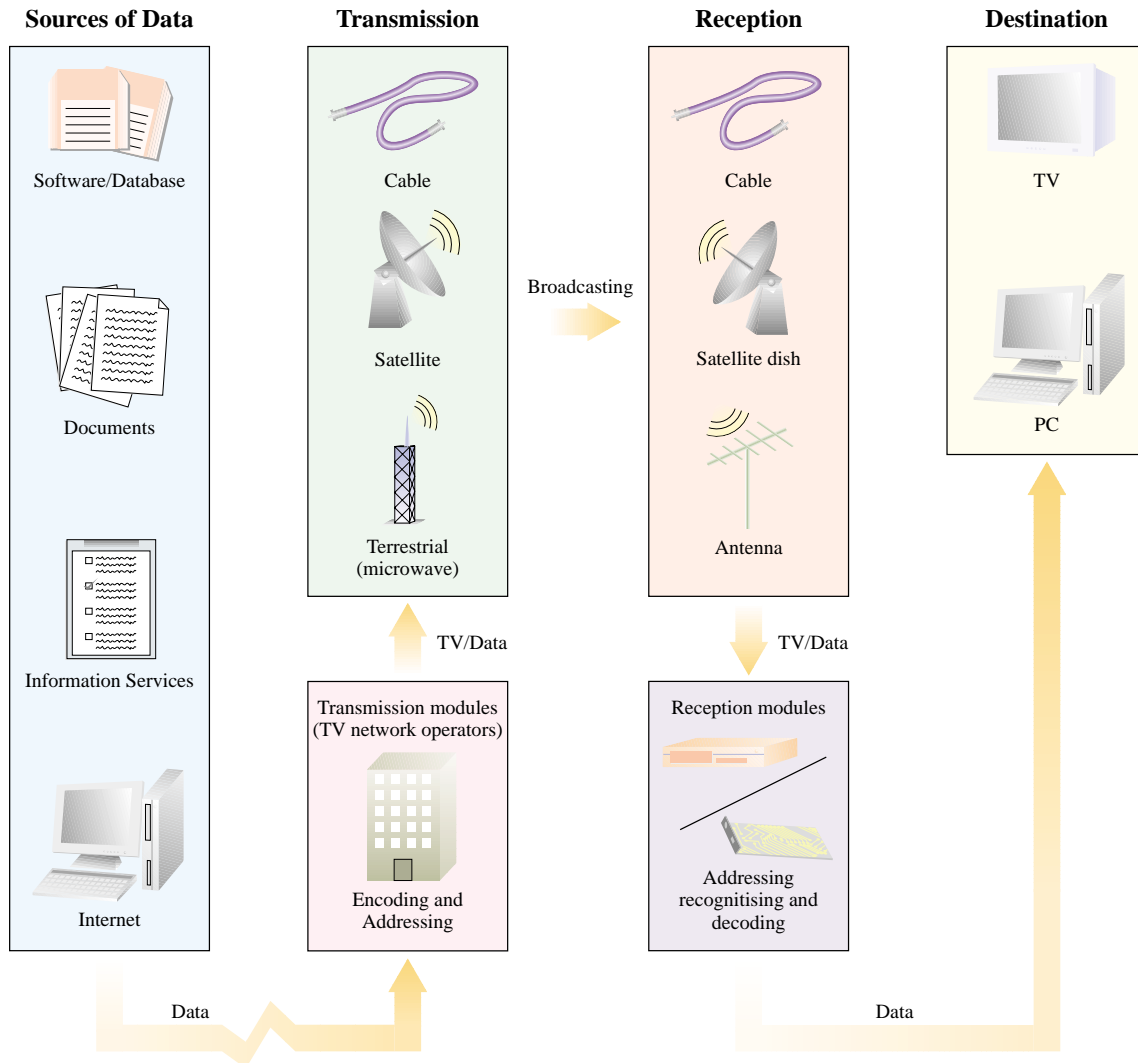 Sources of Data
Software/Database
Documents
Information Services
Internet
Data
Transmission
Cable
Satellite
Terrestrial
(microwave)
TV/Data
Transmission modules
(TV network operators)
Encoding and
Addressing
Broadcasting
Reception
Cable
Satellite dish
Antenna
TV/Data
Reception modules
Addressing
recognitising and
decoding
Data
Destination
TV
PC